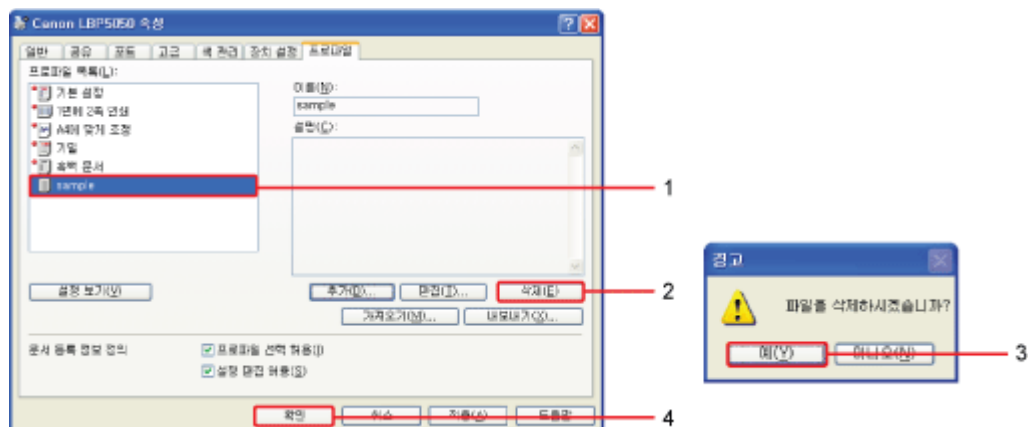 Canon LBP5050 속성
일반 공유 포트 고급 색 관리 장치 설정 프로파일
프로파일 목록(L):
기본 설정
1면에 2쪽 인쇄
A4에 맞게 조정
기밀
흑백 문서
sample
이름(N):
sample
설명(C):
1
설정 보기(V)
추가(D)... 편집(T)... 삭제(E)
2
가져오기(M)... 내보내기(X)...
문서 등록 정보 정의
프로파일 선택 허용(I)
설정 편집 허용(S)
확인 취소 적용(A) 도움말
4
경고
파일을 삭제하시겠습니까?
예(Y) 아니오(N)
3